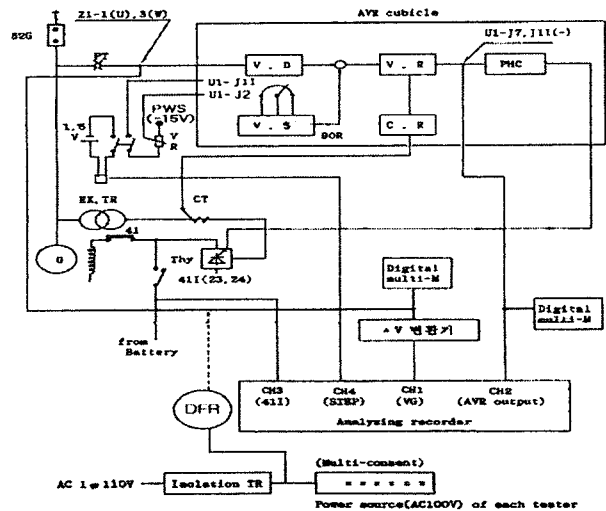 Z1-1(U),3(W)
AVR cubicle
52G
PT
U1-J7,J11(-)
V . D
V . R
PHC
U1-J11
U1-J2
PWS
(-15V)
1.5
V
V
R
V . S
90R
C . R
EX.TR
CT
41
G
Thy
41I(23,24)
Digital
multi-M
Digital
multi-M
△V 변환기
from
Battery
CH3
(41I)
CH4
(STEP)
CH1
(VG)
CH2
(AVR output)
Analyzing recorder
DFR
(Multi-consent)
AC 1φ110V
Isolation TR
Power source(AC100V) of each tester